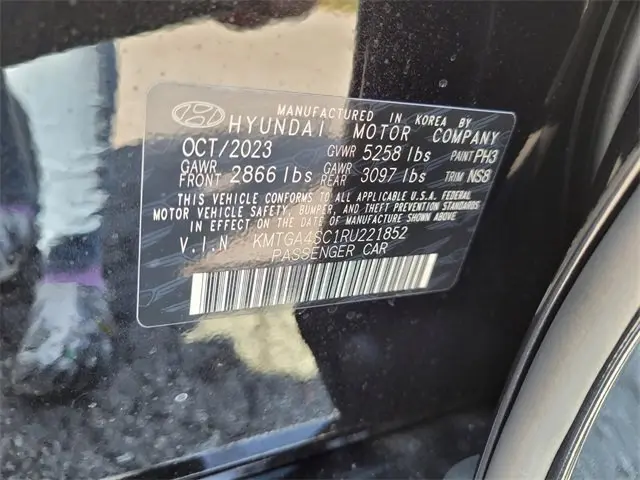 MANUFACTURED IN KOREA BY
HYUNDAI MOTOR COMPANY
OCT/2023 GVWR 5258 lbs PAINT PH3
GAWR FRONT 2866 lbs GAWR REAR 3097 lbs TRIM NS8
THIS VEHICLE CONFORMS TO ALL APPLICABLE U.S.A. FEDERAL
MOTOR VEHICLE SAFETY, BUMPER, AND THEFT PREVENTION STANDARDS
IN EFFECT ON THE DATE OF MANUFACTURE SHOWN ABOVE.
V.I.N KMTGA4SC1RU221852
PASSENGER CAR